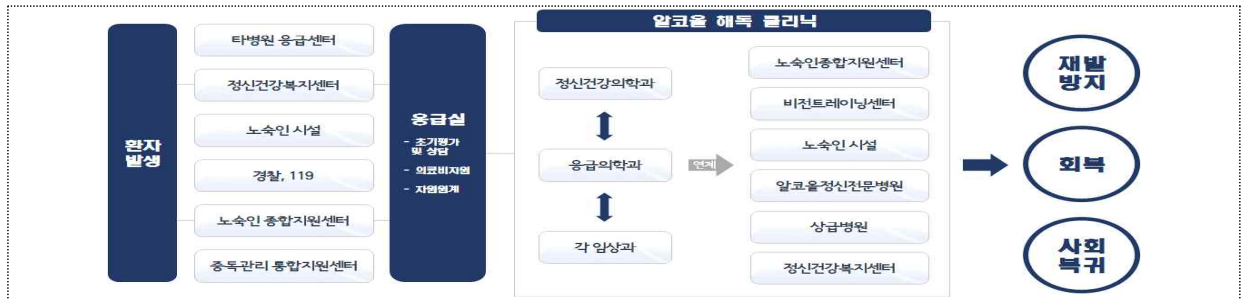 알코올 해독 클리닉
환자
발생
타병원 응급센터
정신건강복지센터
노숙인 시설
경찰, 119
노숙인 종합지원센터
중독관리 통합지원센터
응급실
- 초기평가
및 상담
- 의료비지원
- 자원연계
정신건강의학과
응급의학과
각 임상과
연계
노숙인종합지원센터
비전트레이닝센터
노숙인 시설
알코올정신전문병원
상급병원
정신건강복지센터
재발
방지
회복
사회
복귀